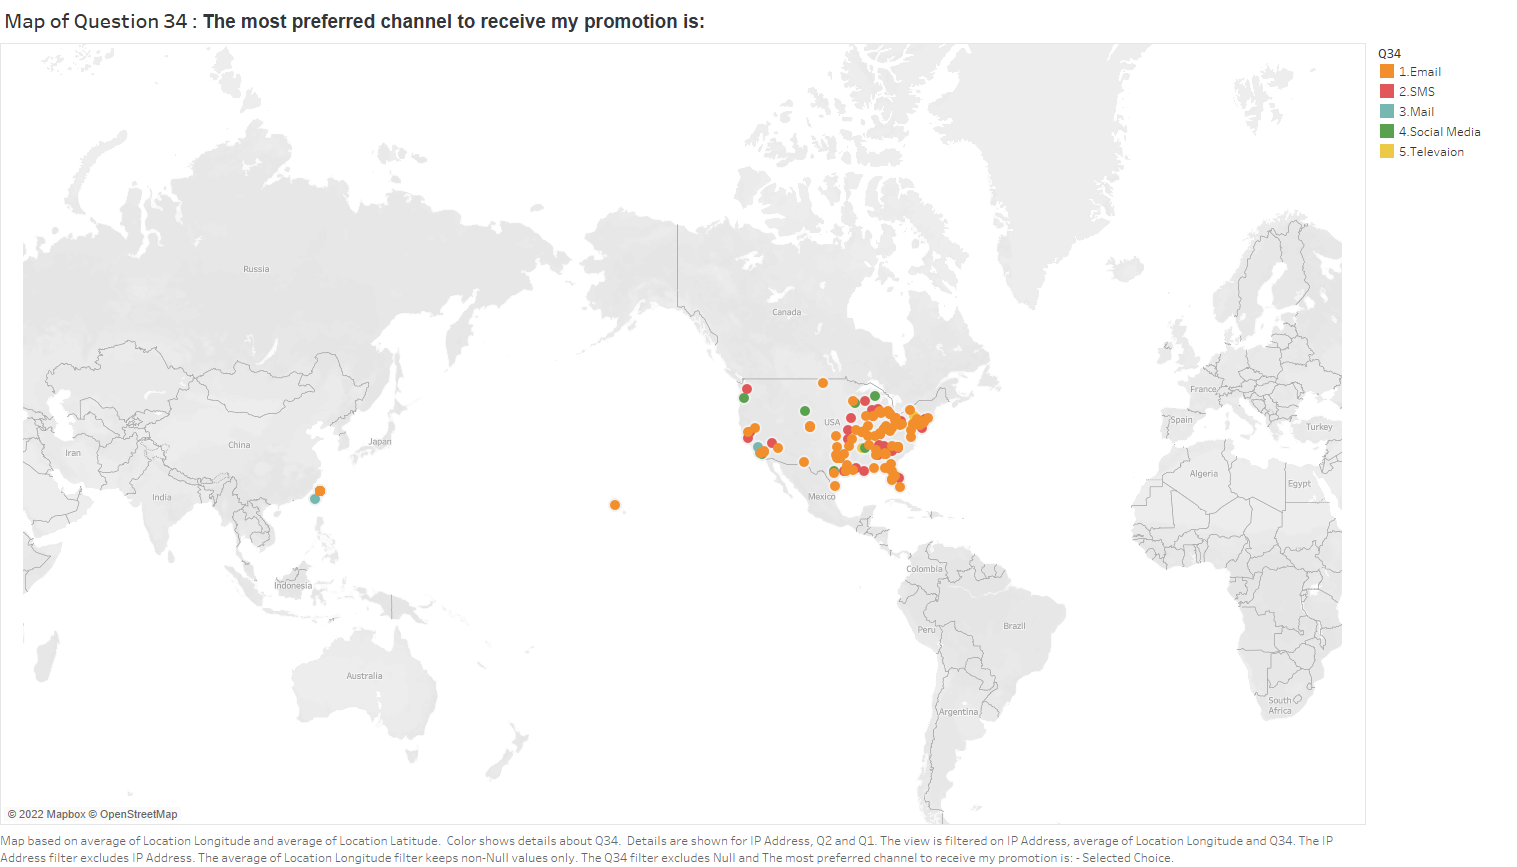 Map of Question 34 : The most preferred channel to receive my promotion is:
Q34
1.Email
2.SMS
3.Mail
4.Social Media
5.Televaion
Russia
Canada
France
Spain
Turkey
USA
China
Japan
Iran
India
Mexico
Algeria
Egypt
Colombia
Indonesia
Peru
Brazil
Australia
Argentina
South
Africa
© 2022 Mapbox © OpenStreetMap
Map based on average of Location Longitude and average of Location Latitude.  Color shows details about Q34.  Details are shown for IP Address, Q2 and Q1. The view is filtered on IP Address, average of Location Longitude and Q34. The IP
Address filter excludes IP Address. The average of Location Longitude filter keeps non-Null values only. The Q34 filter excludes Null and The most preferred channel to receive my promotion is: - Selected Choice.